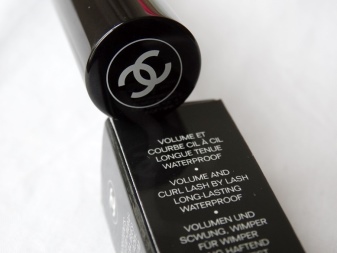 VOLUME ET
COURBE CIL À CIL
LONGUE TENUE
WATERPROOF
•
VOLUME AND
CURL LASH BY LASH
LONG-LASTING
WATERPROOF
•
VOLUMEN UND
SCHWUNG, WIMPER
FÜR WIMPER
HAFTEND